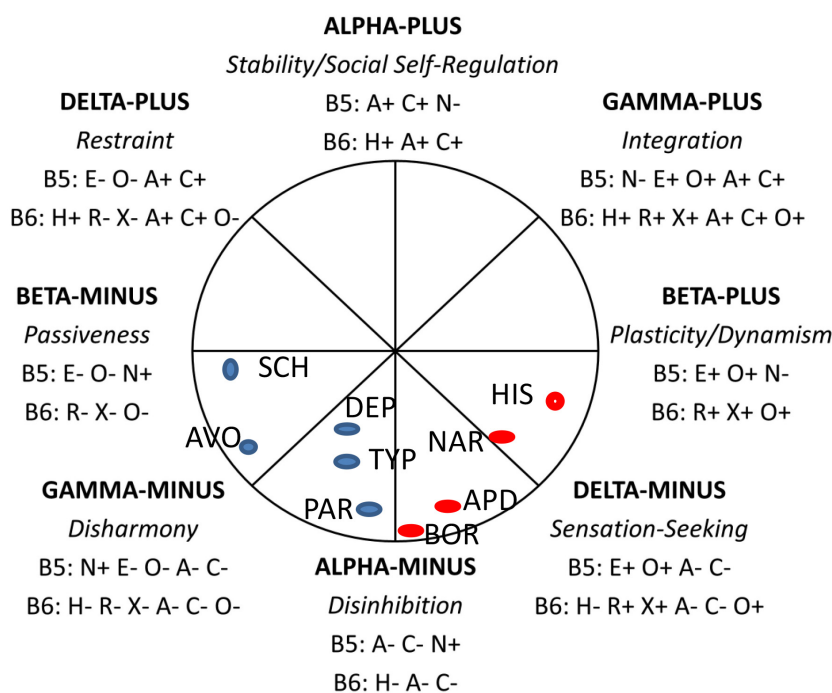 ALPHA-PLUS
Stability/Social Self-Regulation
B5: A+ C+ N-
B6: H+ A+ C+
DELTA-PLUS
Restraint
B5: E- O- A+ C+
B6: H+ R- X- A+ C+ O-
GAMMA-PLUS
Integration
B5: N- E+ O+ A+ C+
B6: H+ R+ X+ A+ C+ O+
BETA-MINUS
Passiveness
B5: E- O- N+
B6: R- X- O-
BETA-PLUS
Plasticity/Dynamism
B5: E+ O+ N-
B6: R+ X+ O+
SCH
HIS
DEP
AVO
NAR
TYP
PAR
APD
BOR
GAMMA-MINUS
Disharmony
B5: N+ E- O- A- C-
B6: H- R- X- A- C- O-
DELTA-MINUS
Sensation-Seeking
B5: E+ O+ A- C-
B6: H- R+ X+ A- C- O+
ALPHA-MINUS
Disinhibition
B5: A- C- N+
B6: H- A- C-